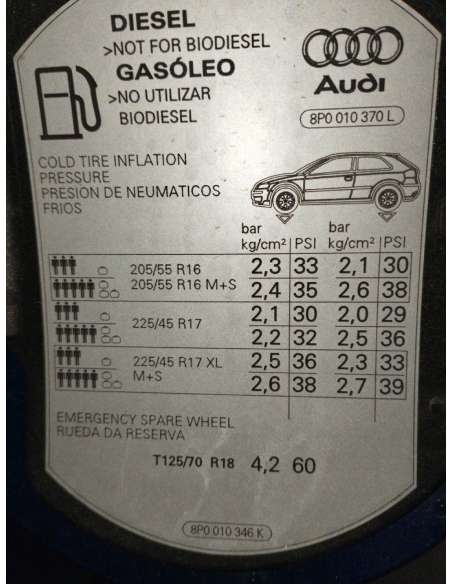 DIESEL
>NOT FOR BIODIESEL
GASÓLEO
>NO UTILIZAR
BIODIESEL
Audi
8P0 010 370 L
COLD TIRE INFLATION
PRESSURE
PRESION DE NEUMATICOS
FRIOS
bar kg/cm² PSI bar kg/cm² PSI
205/55 R16 2,3 33 2,1 30
205/55 R16 M+S 2,4 35 2,6 38
225/45 R17 2,1 30 2,0 29
2,2 32 2,5 36
225/45 R17 XL 2,5 36 2,3 33
M+S 2,6 38 2,7 39
EMERGENCY SPARE WHEEL
RUEDA DA RESERVA
T125/70 R18 4,2 60
8P0 010 346 K